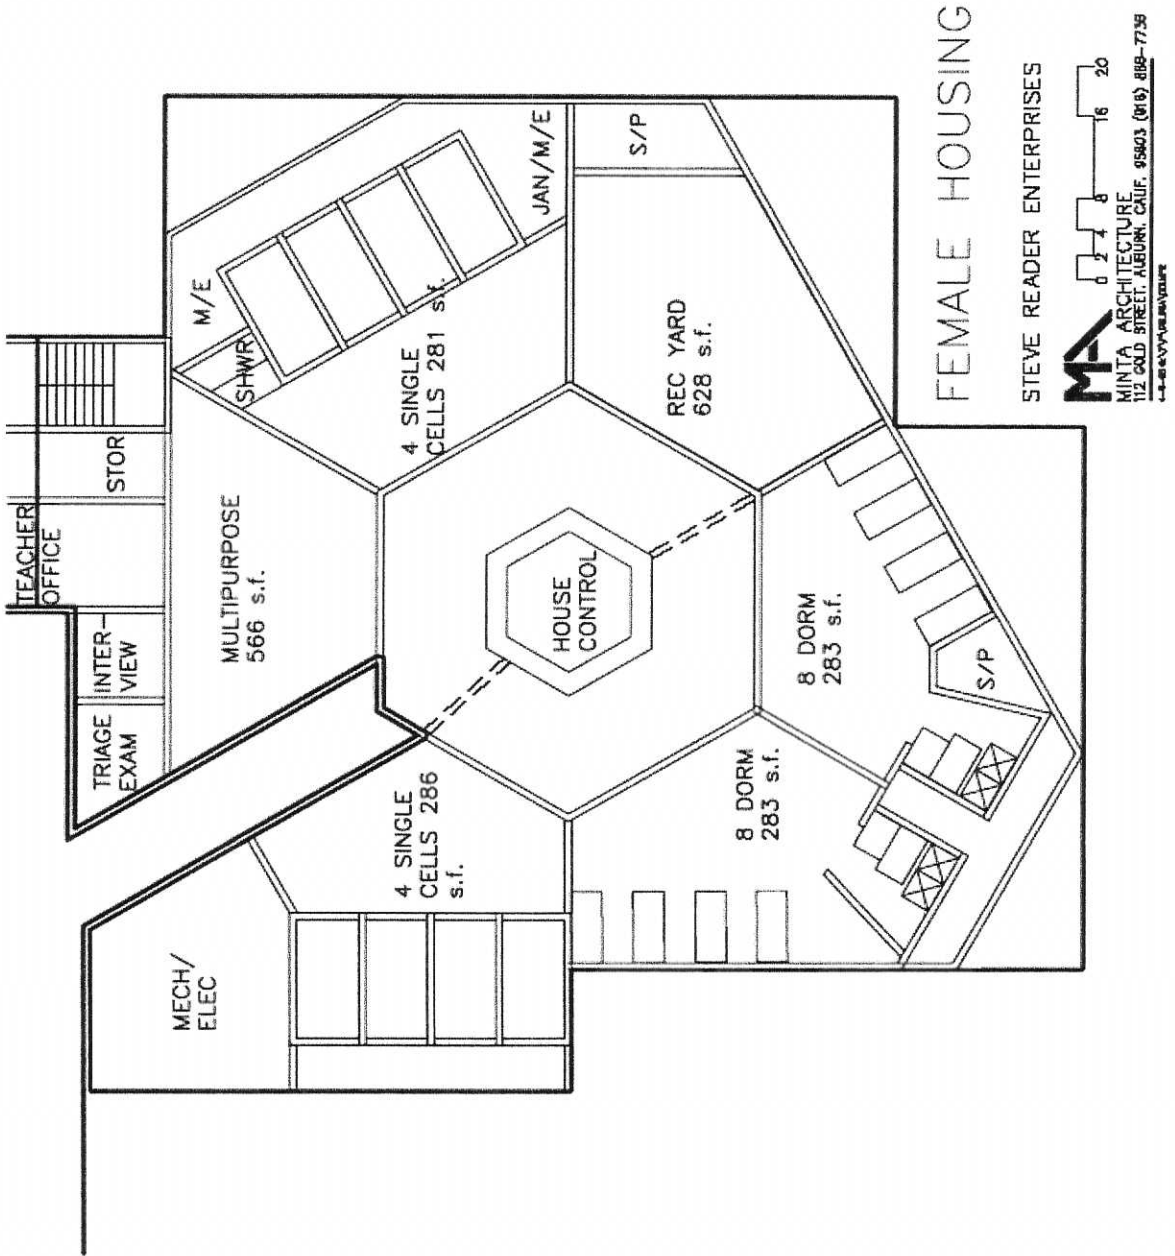 TEACHER
OFFICE
STOR
INTER-
VIEW
TRIAGE
EXAM
MULTIPURPOSE
566 s.f.
M/E
SHWR
4 SINGLE
CELLS 281 s.f.
JAN/M/E
S/P
REC YARD
628 s.f.
HOUSE
CONTROL
8 DORM
283 s.f.
S/P
8 DORM
283 s.f.
4 SINGLE
CELLS 286
s.f.
MECH/
ELEC
FEMALE HOUSING
STEVE READER ENTERPRISES
0 2 4 8 16 20
MA
MINTA ARCHITECTURE
112 GOLD STREET, AUBURN, CALIF. 95603 (916) 888-7738